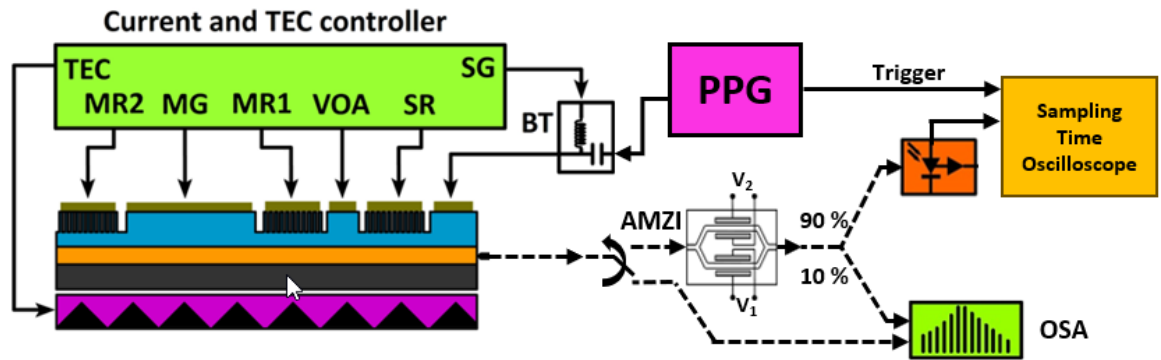 Current and TEC controller
TEC
SG
MR2 MG MR1 VOA SR
BT
PPG
Trigger
Sampling
Time
Oscilloscope
V2
AMZI
90 %
10 %
V1
OSA